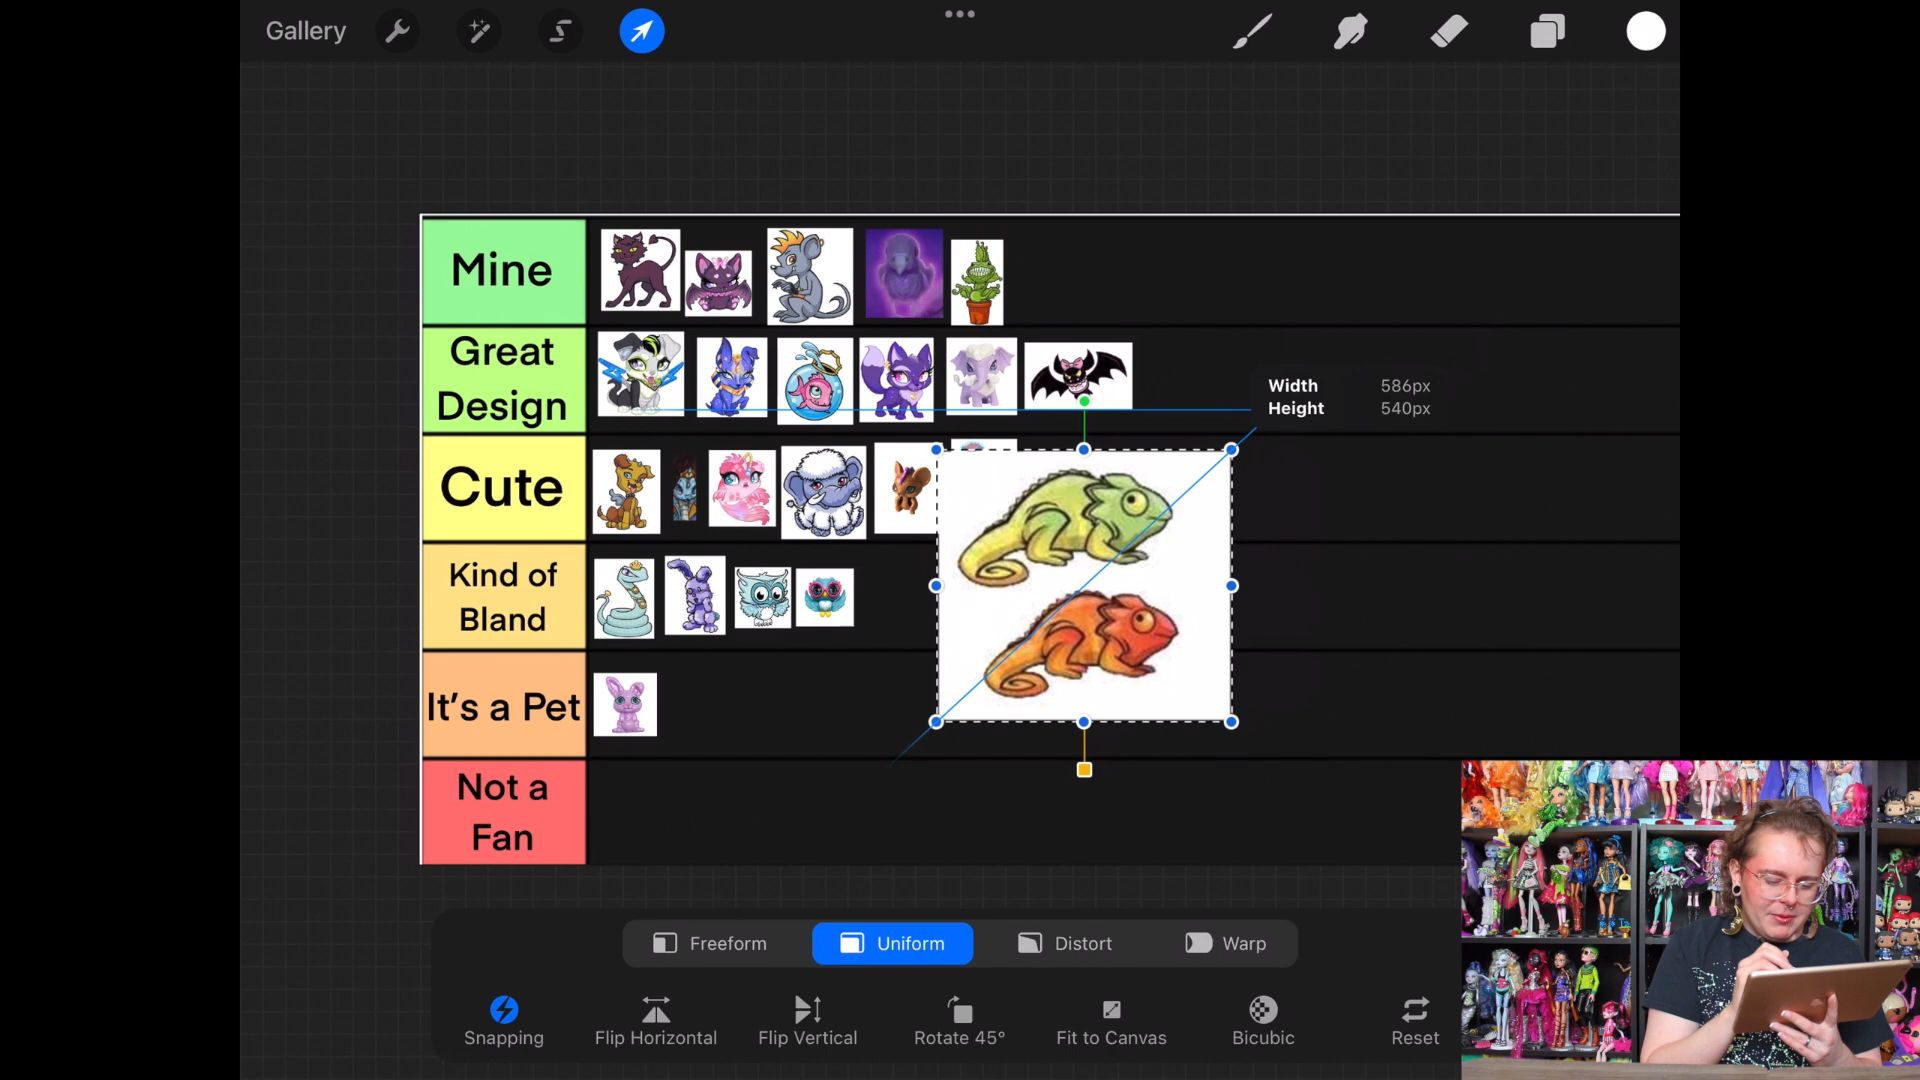 Gallery
Mine
Great
Design
Width 586px
Height 540px
Cute
Kind of
Bland
It's a Pet
Not a
Fan
Freeform Uniform Distort Warp
Snapping Flip Horizontal Flip Vertical Rotate 45° Fit to Canvas Bicubic Reset